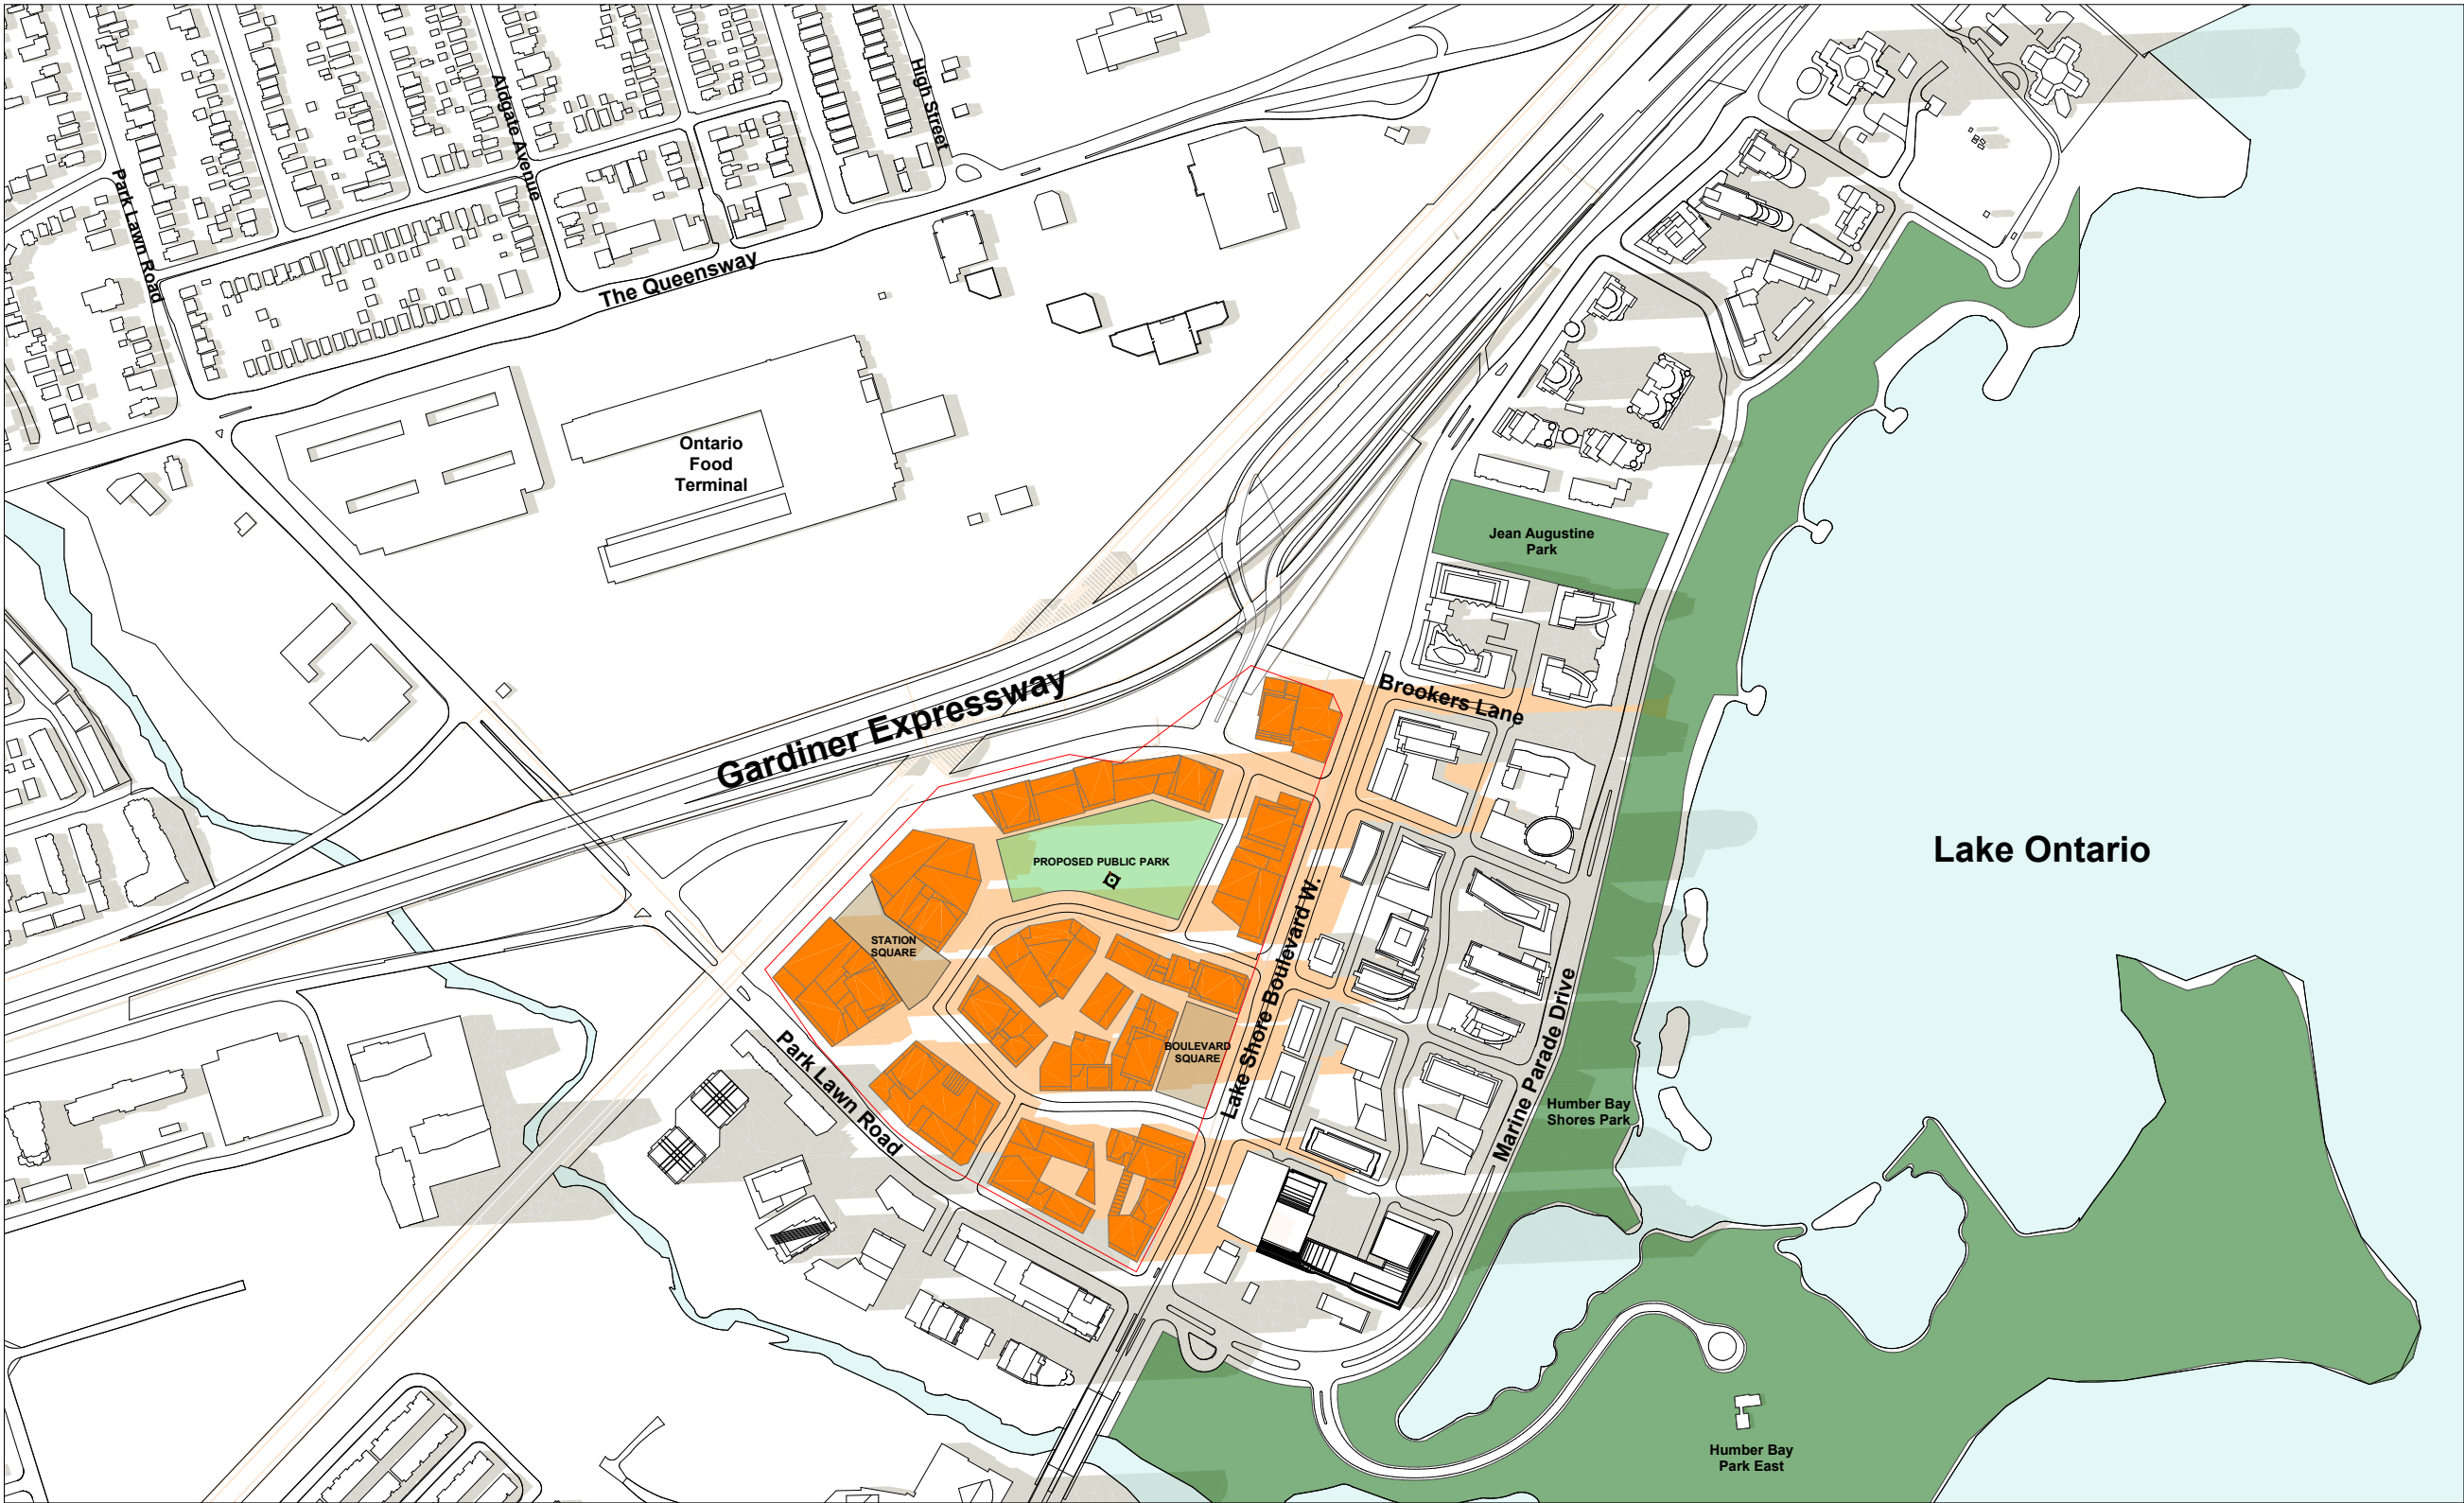 High Street
Aldgate Avenue
Park Lawn Road
The Queensway
Ontario
Food
Terminal
Jean Augustine
Park
Brookers Lane
Gardiner Expressway
Lake Ontario
PROPOSED PUBLIC PARK
STATION
SQUARE
Lake Shore Boulevard W.
BOULEVARD
SQUARE
Park Lawn Road
Marine Parade Drive
Humber Bay
Shores Park
Humber Bay
Park East